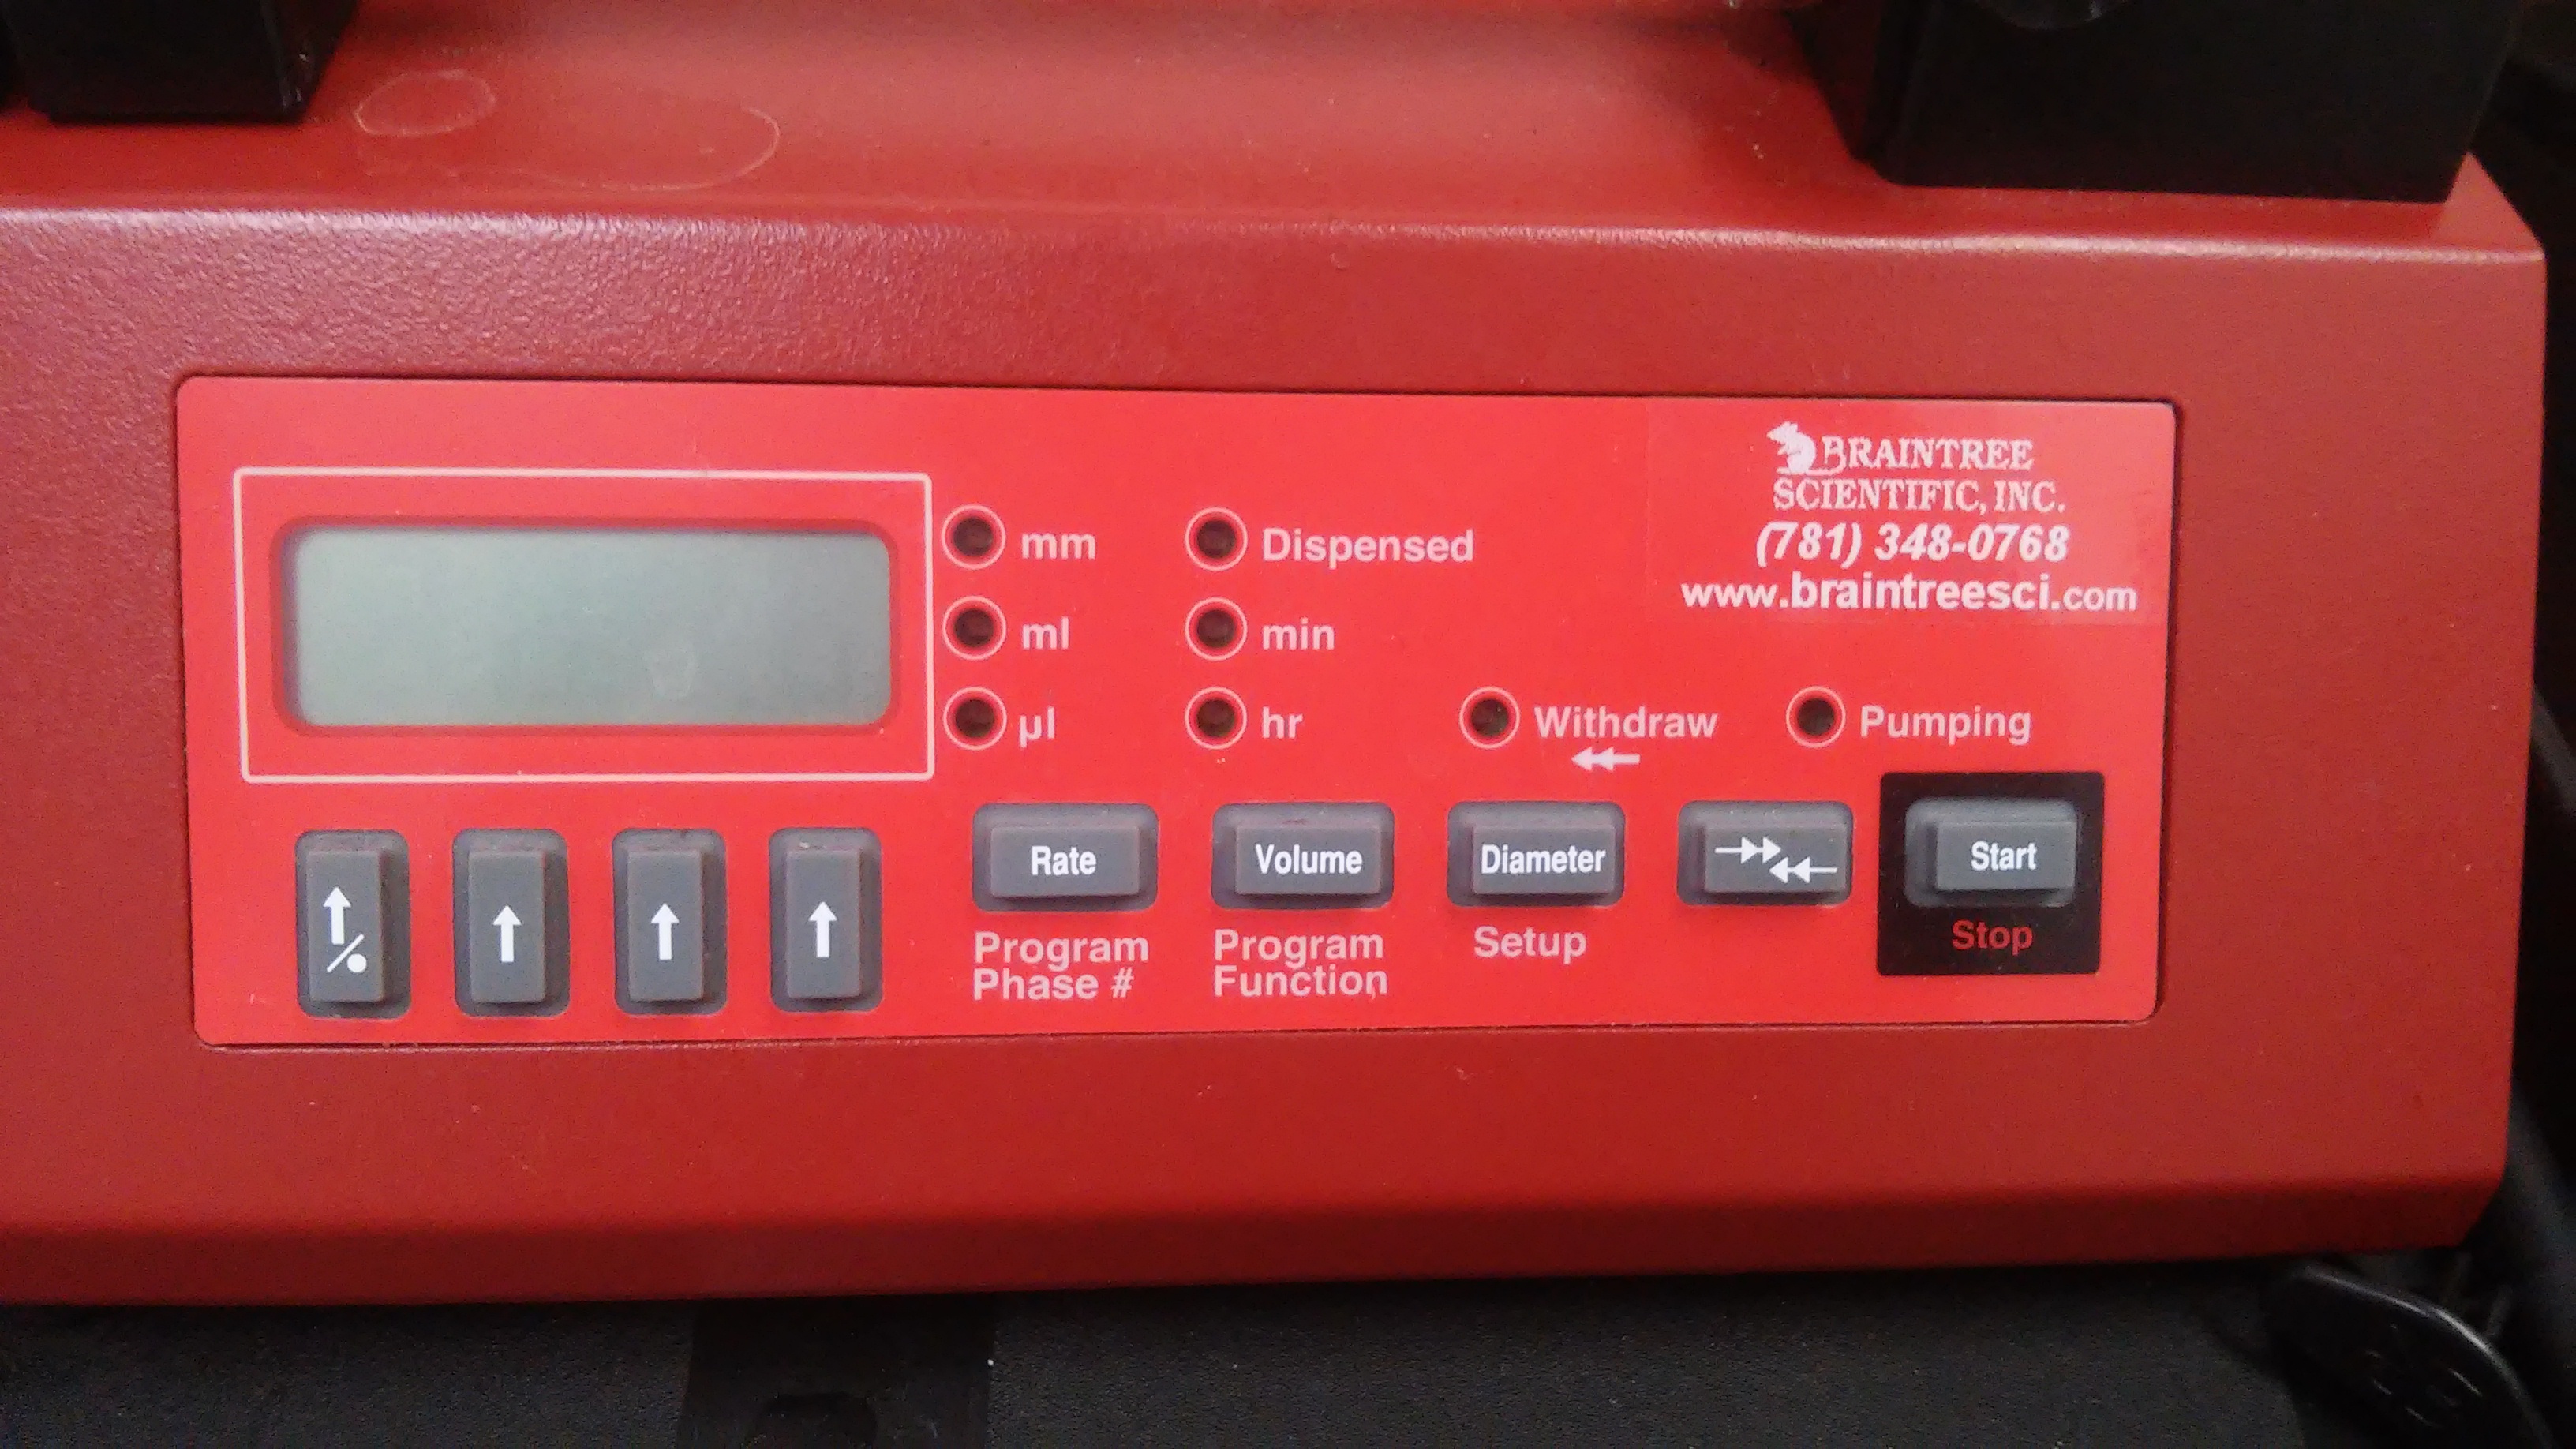 BRAINTREE
SCIENTIFIC, INC.
(781) 348-0768
www.braintreesci.com
mm
Dispensed
ml
min
µl
hr
Withdraw
Pumping
Rate
Volume
Diameter
Start
Program
Phase #
Program
Function
Setup
Stop